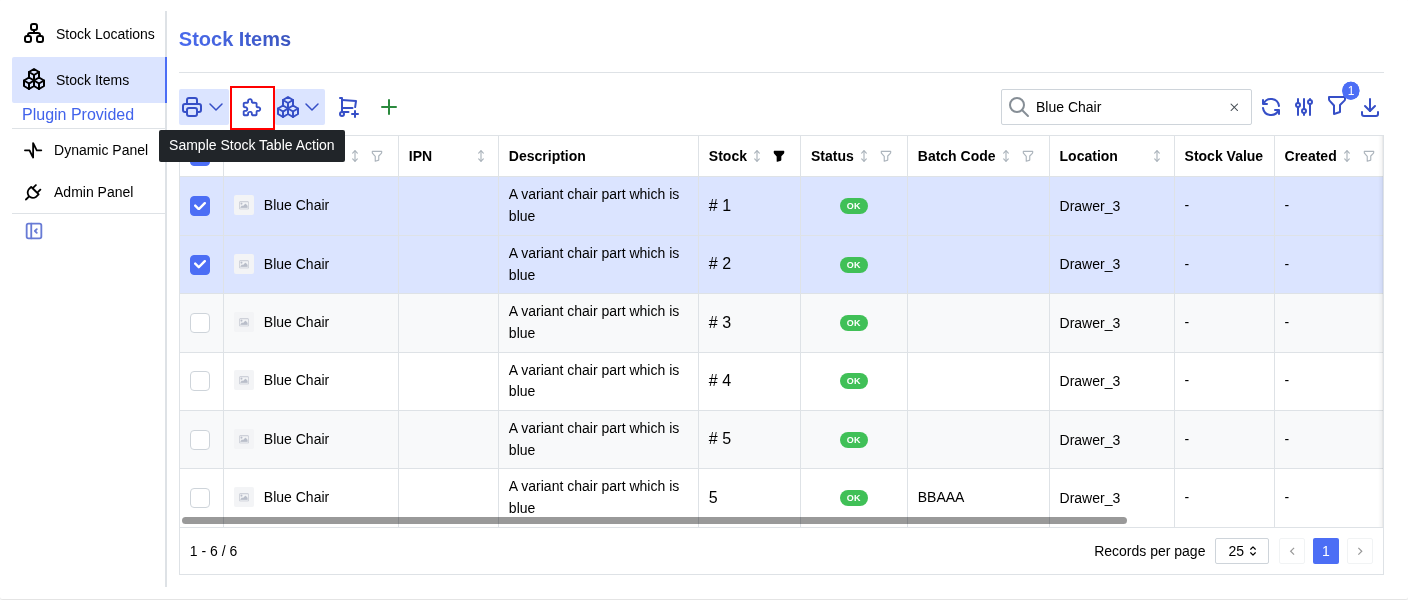 Stock Locations
Stock Items
Plugin Provided
Dynamic Panel
Admin Panel
Stock Items
Blue Chair
1
Sample Stock Table Action
IPN Description Stock Status Batch Code Location Stock Value Created
Blue Chair A variant chair part which is blue # 1 OK Drawer_3 - -
Blue Chair A variant chair part which is blue # 2 OK Drawer_3 - -
Blue Chair A variant chair part which is blue # 3 OK Drawer_3 - -
Blue Chair A variant chair part which is blue # 4 OK Drawer_3 - -
Blue Chair A variant chair part which is blue # 5 OK Drawer_3 - -
Blue Chair A variant chair part which is blue 5 OK BBAAA Drawer_3 - -
1 - 6 / 6
Records per page 25 1